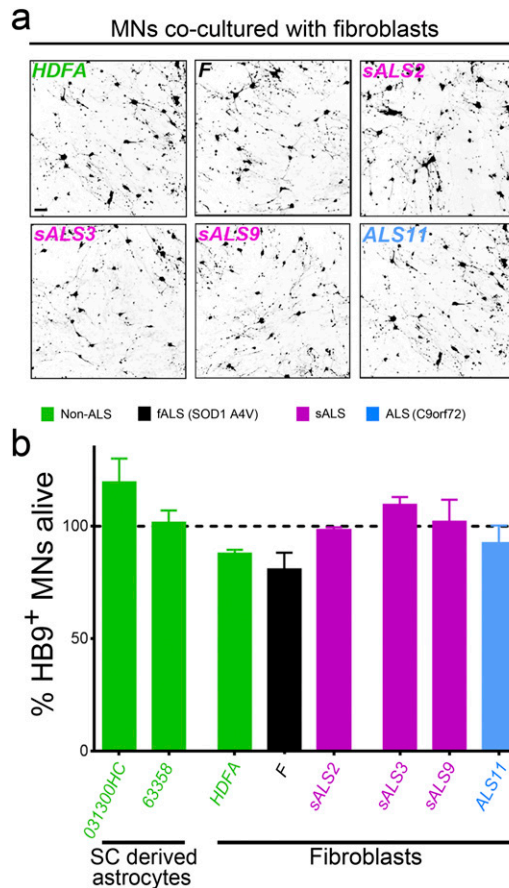 a
MNs co-cultured with fibroblasts
HDFA F sALS2
sALS3 sALS9 ALS11
Non-ALS fALS (SOD1 A4V) sALS ALS (C9orf72)
b
% HB9+ MNs alive
100
50
0
031300HC 63358 HDFA F sALS2 sALS3 sALS9 ALS11
SC derived astrocytes
Fibroblasts